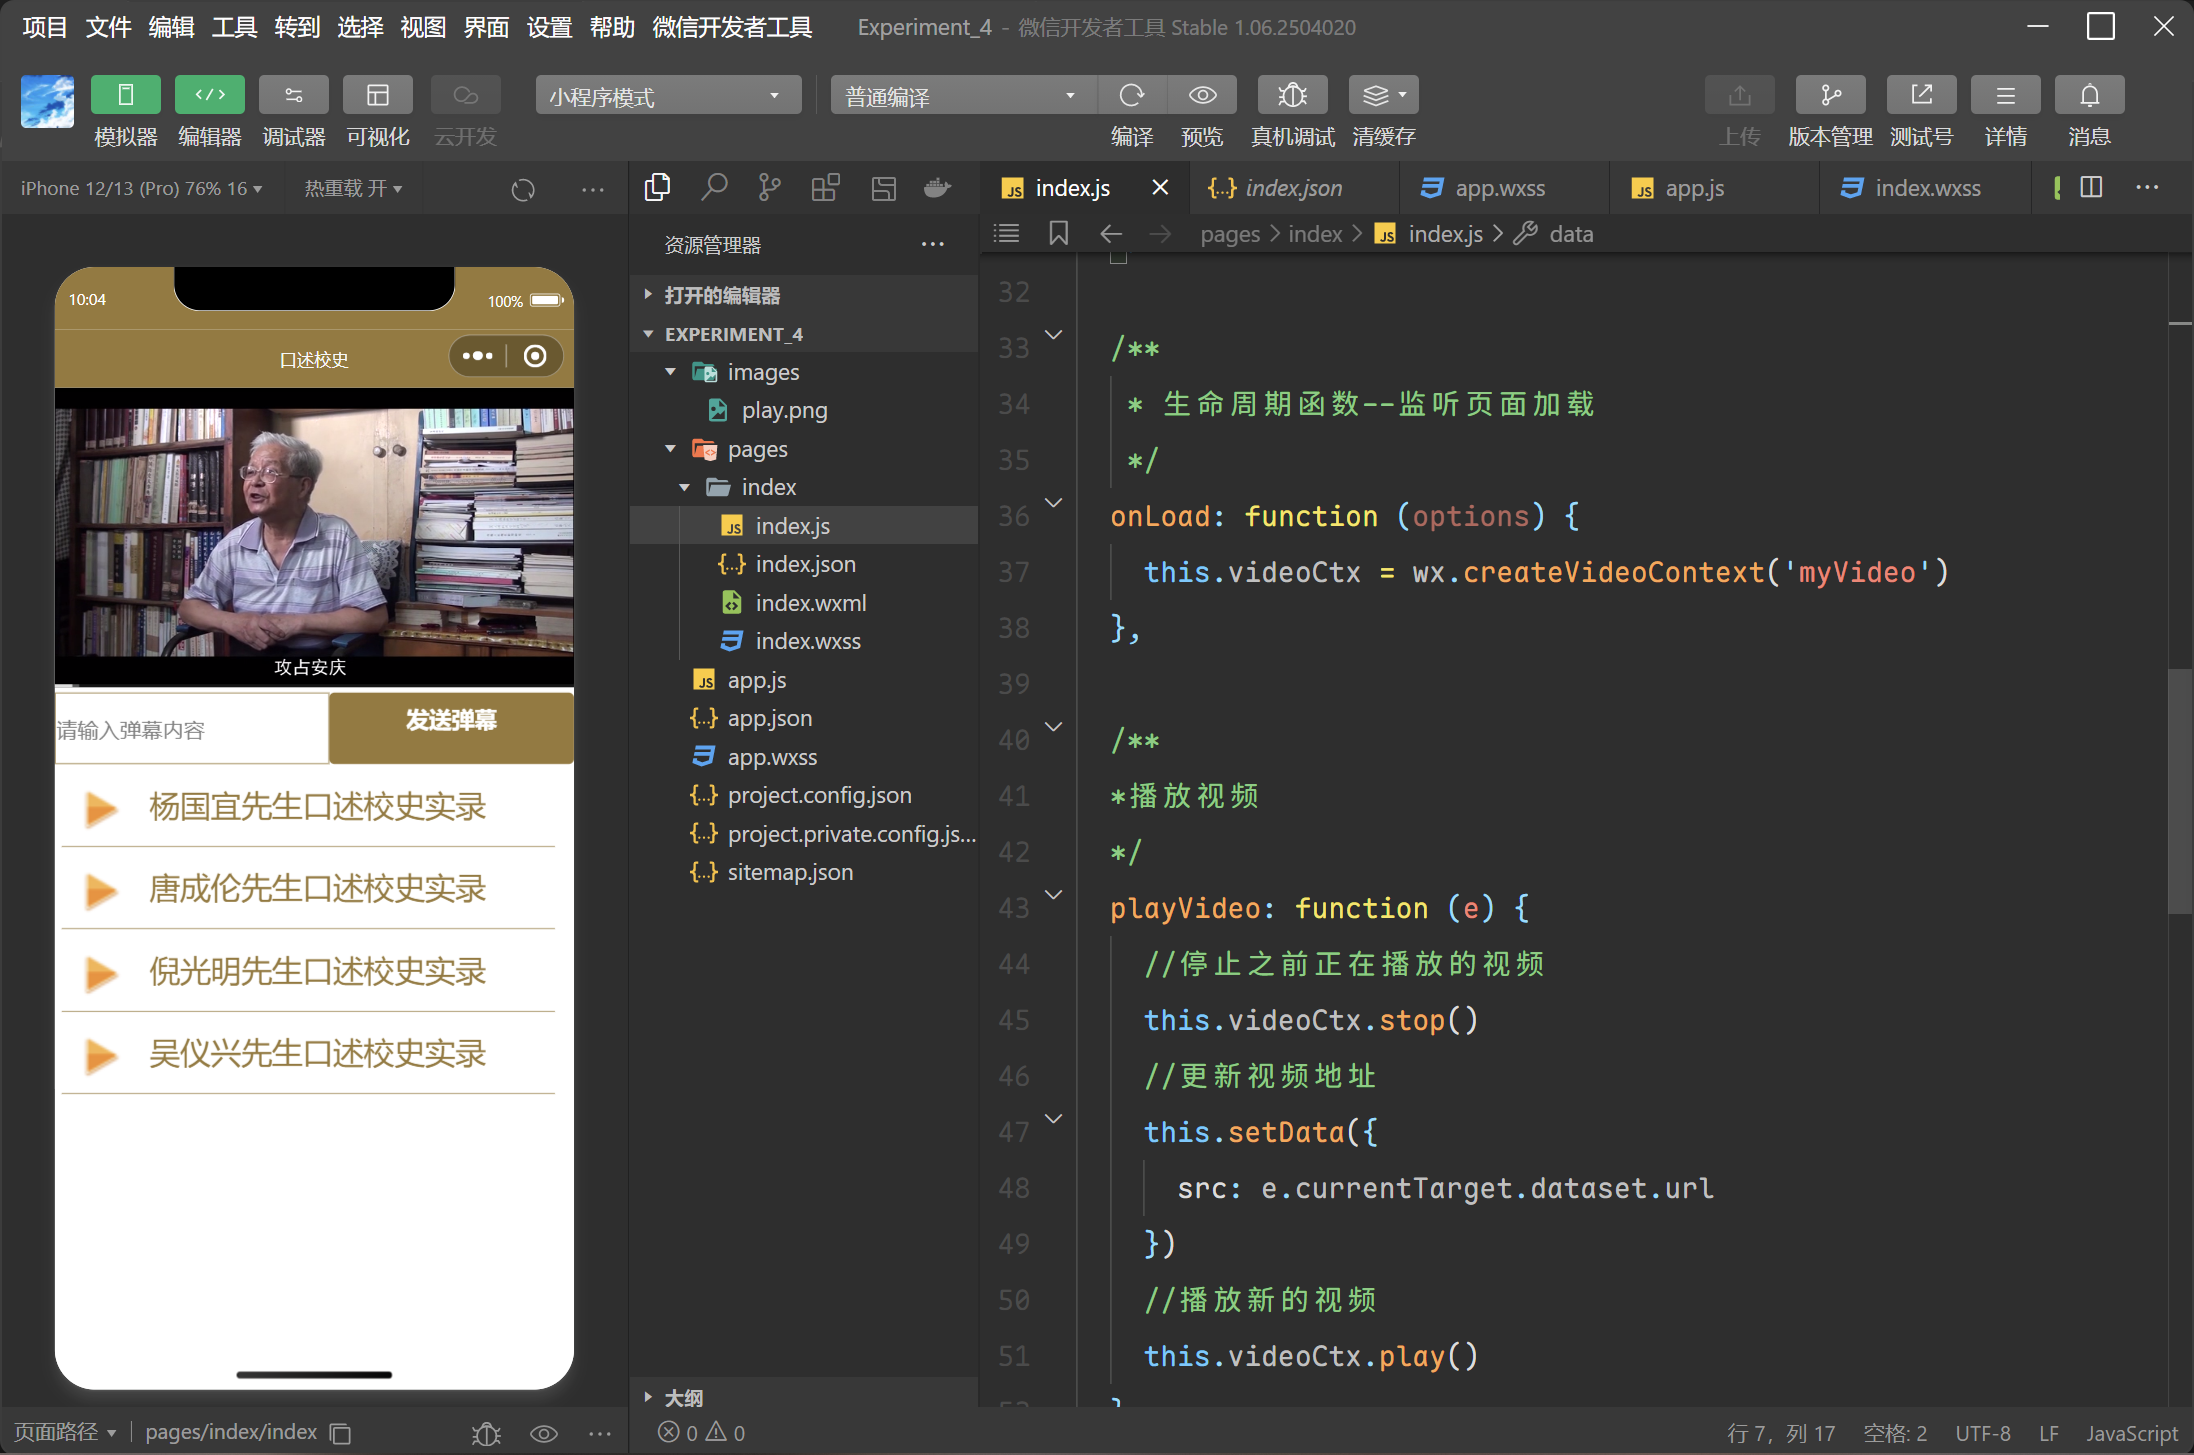 项目 文件 编辑 工具 转到 选择 视图 界面 设置 帮助 微信开发者工具 Experiment_4 - 微信开发者工具 Stable 1.06.2504020
模拟器 编辑器 调试器 可视化 云开发
小程序模式
普通编译
编译 预览 真机调试 清缓存
上传 版本管理 测试号 详情 消息
iPhone 12/13 (Pro) 76% 16
热重载 开
10:04
100%
口述校史
攻占安庆
请输入弹幕内容
发送弹幕
杨国宜先生口述校史实录
唐成伦先生口述校史实录
倪光明先生口述校史实录
吴仪兴先生口述校史实录
页面路径
pages/index/index
资源管理器
打开的编辑器
EXPERIMENT_4
images
play.png
pages
index
index.js
index.json
index.wxml
index.wxss
app.js
app.json
app.wxss
project.config.json
project.private.config.js...
sitemap.json
大纲
0
0
index.js
index.json
app.wxss
app.js
index.wxss
pages > index > index.js > data
32
33 /**
34 * 生命周期函数--监听页面加载
35 */
36 onLoad: function (options) {
37 this.videoCtx = wx.createVideoContext('myVideo')
38 },
39
40 /**
41 *播放视频
42 */
43 playVideo: function (e) {
44 //停止之前正在播放的视频
45 this.videoCtx.stop()
46 //更新视频地址
47 this.setData({
48 src: e.currentTarget.dataset.url
49 })
50 //播放新的视频
51 this.videoCtx.play()
行 7，列 17
空格: 2
UTF-8
LF
JavaScript